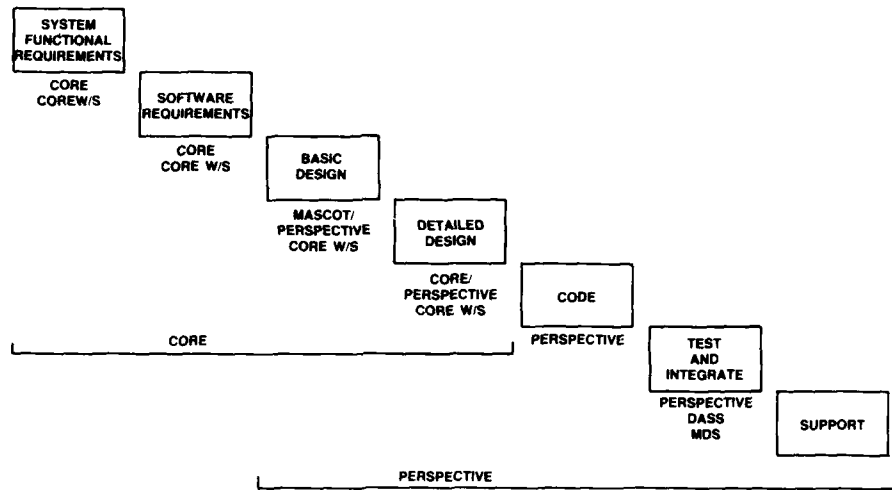 SYSTEM
FUNCTIONAL
REQUIREMENTS
CORE
COREW/S
SOFTWARE
REQUIREMENTS
CORE
CORE W/S
BASIC
DESIGN
MASCOT/
PERSPECTIVE
CORE W/S
DETAILED
DESIGN
CORE/
PERSPECTIVE
CORE W/S
CODE
PERSPECTIVE
TEST
AND
INTEGRATE
PERSPECTIVE
DASS
MDS
SUPPORT
CORE
PERSPECTIVE